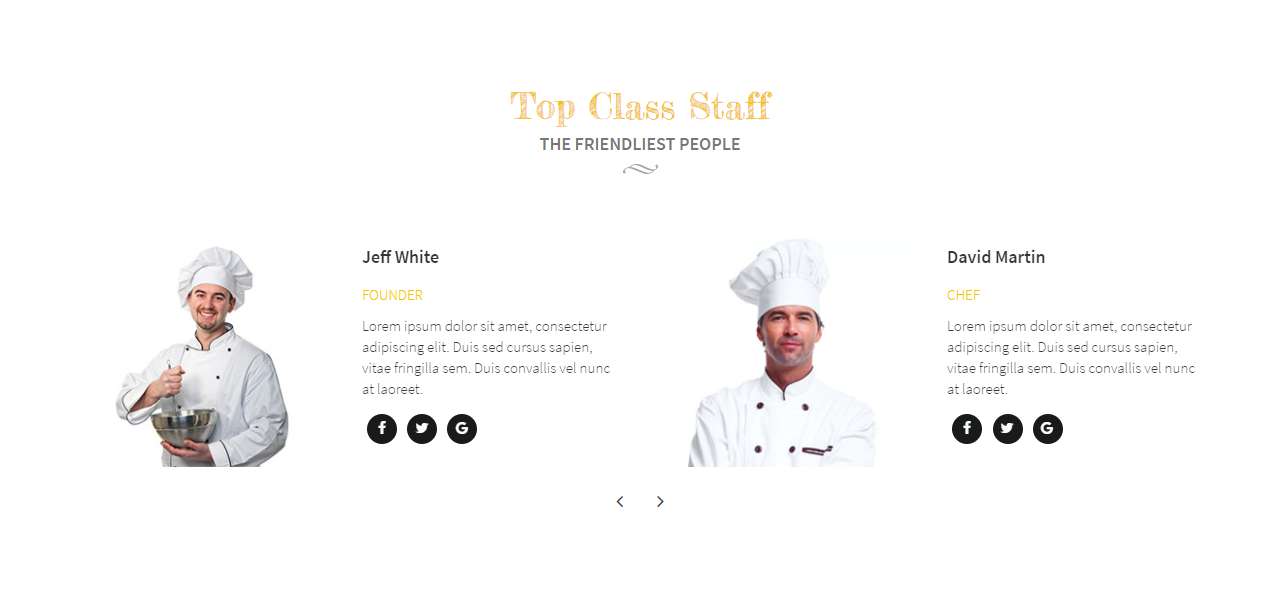 Top Class Staff
THE FRIENDLIEST PEOPLE
Jeff White
FOUNDER
Lorem ipsum dolor sit amet, consectetur
adipiscing elit. Duis sed cursus sapien,
vitae fringilla sem. Duis convallis vel nunc
at laoreet.
David Martin
CHEF
Lorem ipsum dolor sit amet, consectetur
adipiscing elit. Duis sed cursus sapien,
vitae fringilla sem. Duis convallis vel nunc
at laoreet.